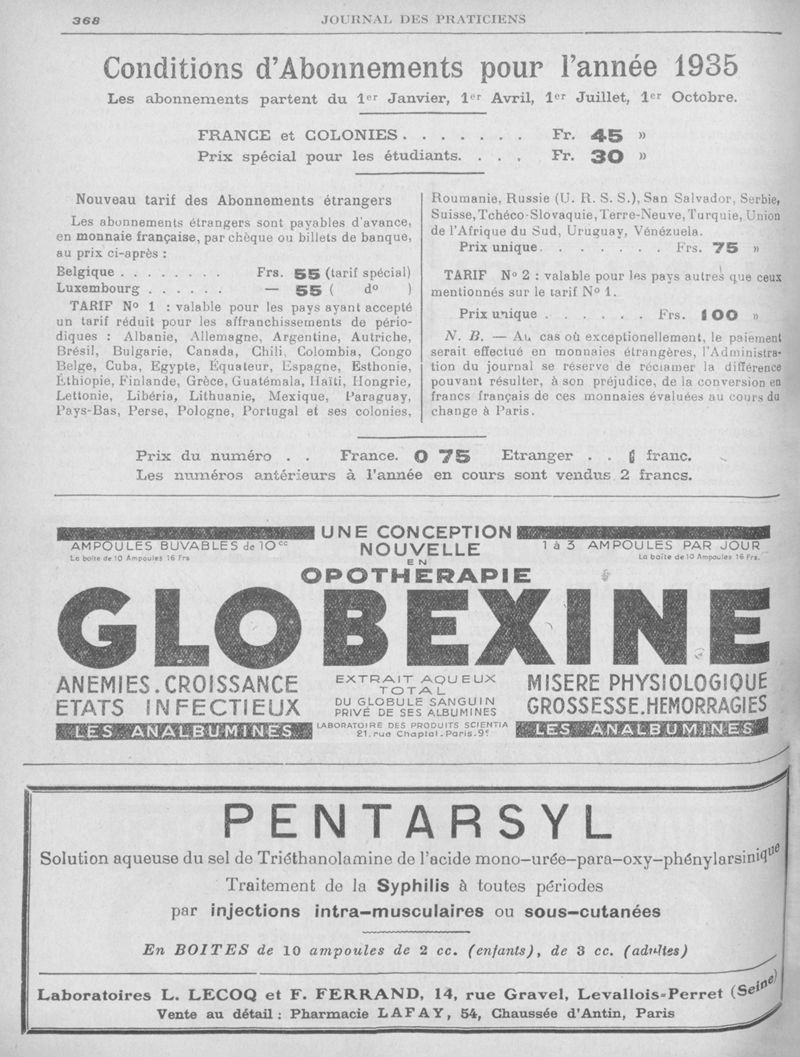 368
JOURNAL DES PRATICIENS
Conditions d'Abonnements pour l'année 1935
Les abonnements partent du 1er Janvier, 1er Avril, 1er Juillet, 1er Octobre.
FRANCE et COLONIES . . . . . . . Fr. 45 »
Prix spécial pour les étudiants. . . . Fr. 30 »
Nouveau tarif des Abonnements étrangers
Les abonnements étrangers sont payables d'avance,
en monnaie française, par chèque ou billets de banque,
au prix ci-après :
Belgique . . . . . . . . Frs. 55 (tarif spécial)
Luxembourg . . . . . . — 55 ( do )
TARIF No 1 : valable pour les pays ayant accepté
un tarif réduit pour les affranchissements de pério-
diques : Albanie, Allemagne, Argentine, Autriche,
Brésil, Bulgarie, Canada, Chili, Colombia, Congo
Belge, Cuba, Egypte, Équateur, Espagne, Esthonie,
Éthiopie, Finlande, Grèce, Guatémala, Haïti, Hongrie,
Lettonie, Libéria, Lithuanie, Mexique, Paraguay,
Pays-Bas, Perse, Pologne, Portugal et ses colonies,
Roumanie, Russie (U. R. S. S.), San Salvador, Serbie,
Suisse, Tchéco-Slovaquie, Terre-Neuve, Turquie, Union
de l'Afrique du Sud, Uruguay, Vénézuela.
Prix unique. . . . . . . Frs. 75 »
TARIF No 2 : valable pour les pays autres que ceux
mentionnés sur le tarif No 1.
Prix unique . . . . . . Frs. 100 »
N. B. — Au cas où exceptionellement, le paiement
serait effectué en monnaies étrangères, l'Administra-
tion du journal se réserve de réclamer la différence
pouvant résulter, à son préjudice, de la conversion en
francs français de ces monnaies évaluées au cours du
change à Paris.
Prix du numéro . . France. 0 75 Etranger . . 1 franc.
Les numéros antérieurs à l'année en cours sont vendus 2 francs.
UNE CONCEPTION
NOUVELLE
EN
OPOTHERAPIE
AMPOULES BUVABLES de 10cc
La boîte de 10 Ampoules 16 Frs
1 à 3 AMPOULES PAR JOUR
La boîte de 10 Ampoules 16 Frs.
GLOBEXINE
ANEMIES.CROISSANCE
ETATS INFECTIEUX
LES ANALBUMINES
EXTRAIT AQUEUX
TOTAL
DU GLOBULE SANGUIN
PRIVÉ DE SES ALBUMINES
LABORATOIRE DES PRODUITS SCIENTIA
21. rue Chaptal. Paris. 9e
MISERE PHYSIOLOGIQUE
GROSSESSE.HEMORRAGIES
LES ANALBUMINES
PENTARSYL
Solution aqueuse du sel de Triéthanolamine de l'acide mono-urée-para-oxy-phénylarsinique
Traitement de la Syphilis à toutes périodes
par injections intra-musculaires ou sous-cutanées
En BOITES de 10 ampoules de 2 cc. (enfants), de 3 cc. (adultes)
Laboratoires L. LECOQ et F. FERRAND, 14, rue Gravel, Levallois-Perret (Seine)
Vente au détail : Pharmacie LAFAY, 54, Chaussée d'Antin, Paris